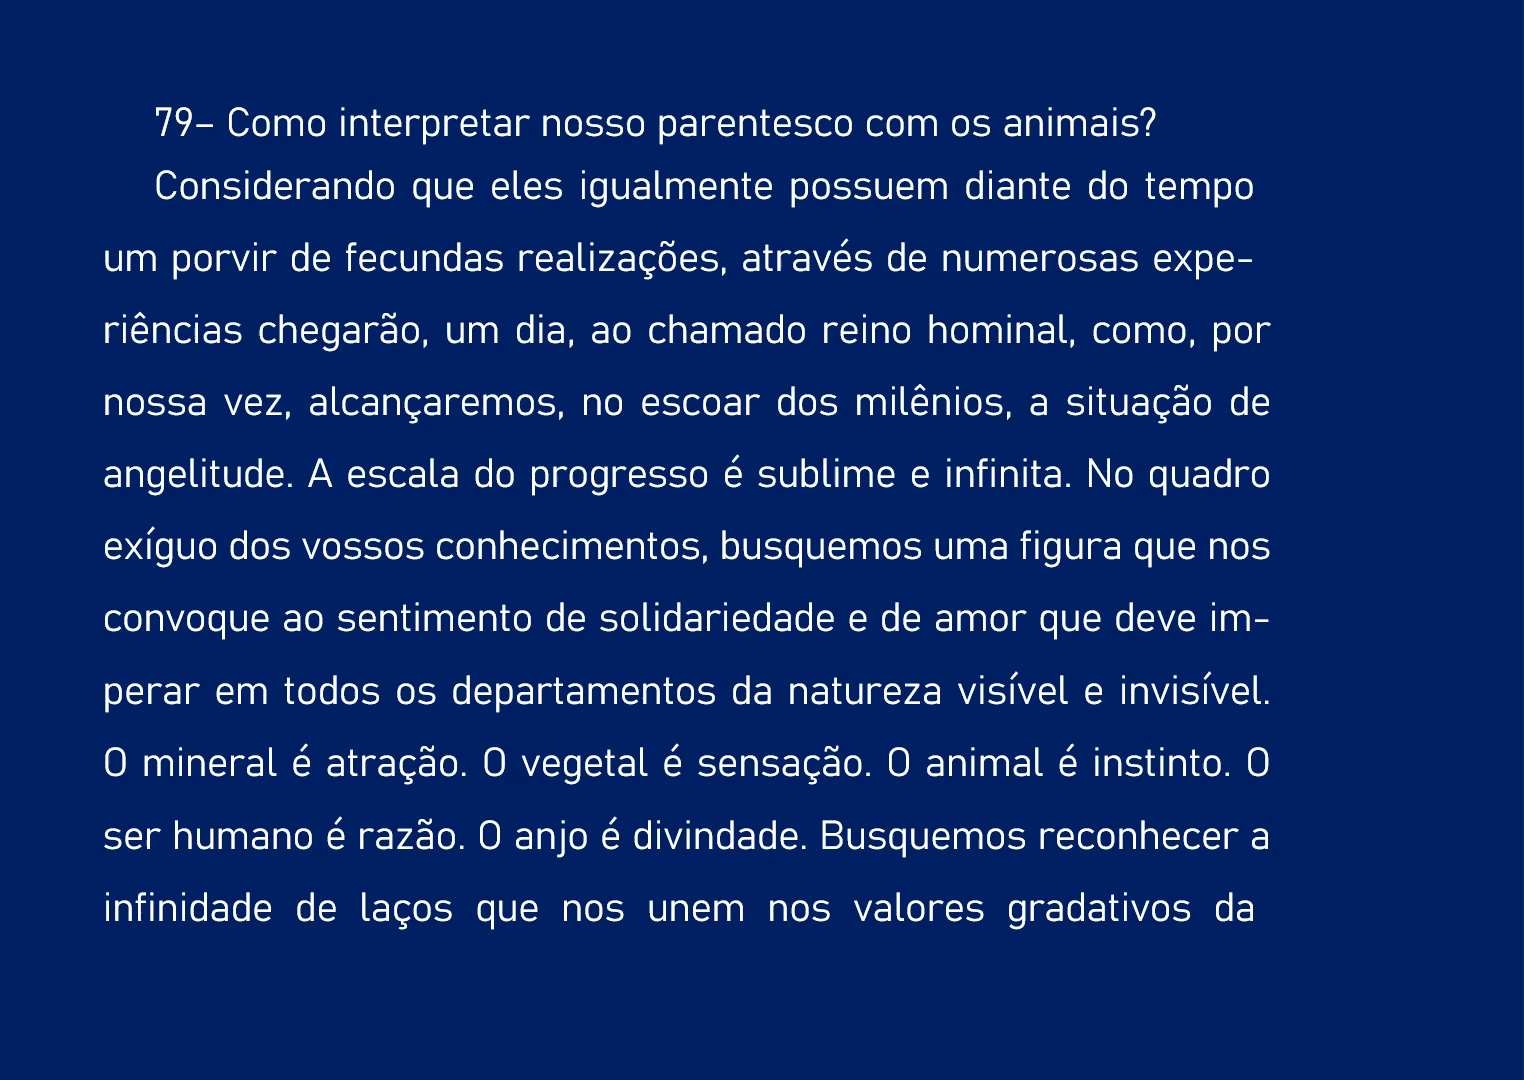 79– Como interpretar nosso parentesco com os animais?
Considerando que eles igualmente possuem diante do tempo
um porvir de fecundas realizações, através de numerosas expe-
riências chegarão, um dia, ao chamado reino hominal, como, por
nossa vez, alcançaremos, no escoar dos milênios, a situação de
angelitude. A escala do progresso é sublime e infinita. No quadro
exíguo dos vossos conhecimentos, busquemos uma figura que nos
convoque ao sentimento de solidariedade e de amor que deve im-
perar em todos os departamentos da natureza visível e invisível.
O mineral é atração. O vegetal é sensação. O animal é instinto. O
ser humano é razão. O anjo é divindade. Busquemos reconhecer a
infinidade de laços que nos unem nos valores gradativos da